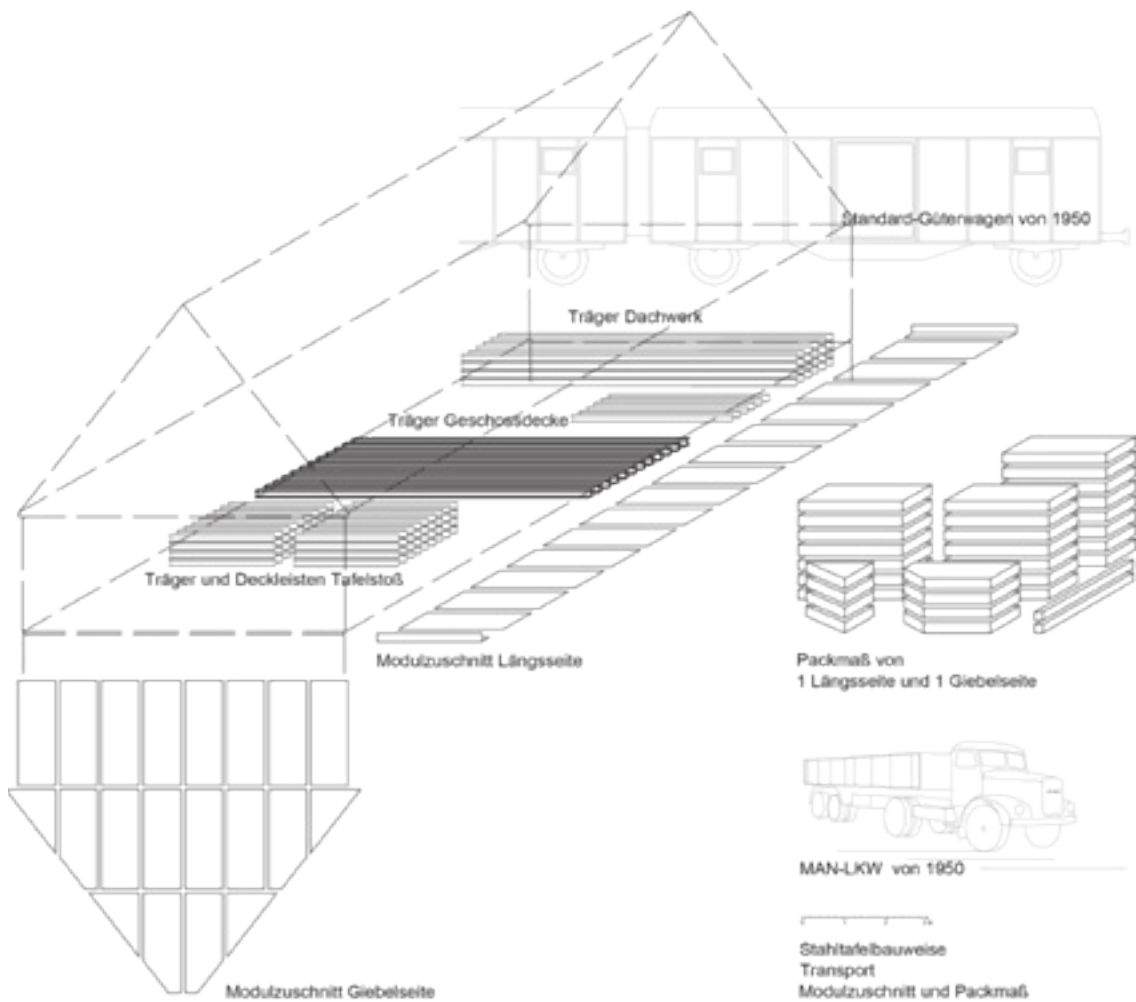 Standard-Güterwagen von 1950
Träger Dachwerk
Träger Geschossdecke
Träger und Deckleisten Tafelstoß
Modulzuschnitt Längsseite
Packmaß von
1 Längsseite und 1 Giebelseite
MAN-LKW von 1950
Stahltafelbauweise
Transport
Modulzuschnitt und Packmaß
Modulzuschnitt Giebelseite